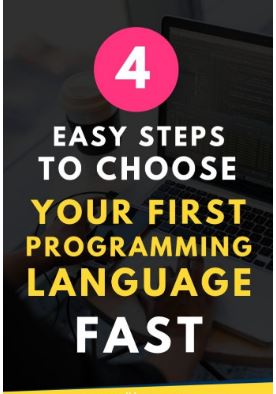 4
EASY STEPS
TO CHOOSE
YOUR FIRST
PROGRAMMING
LANGUAGE
FAST